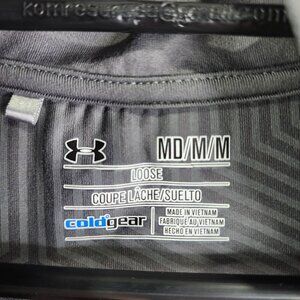 MD/M/M
LOOSE
COUPE LÂCHE/SUELTO
coldgear
MADE IN VIETNAM
FABRIQUÉ AU VIETNAM
HECHO EN VIETNAM